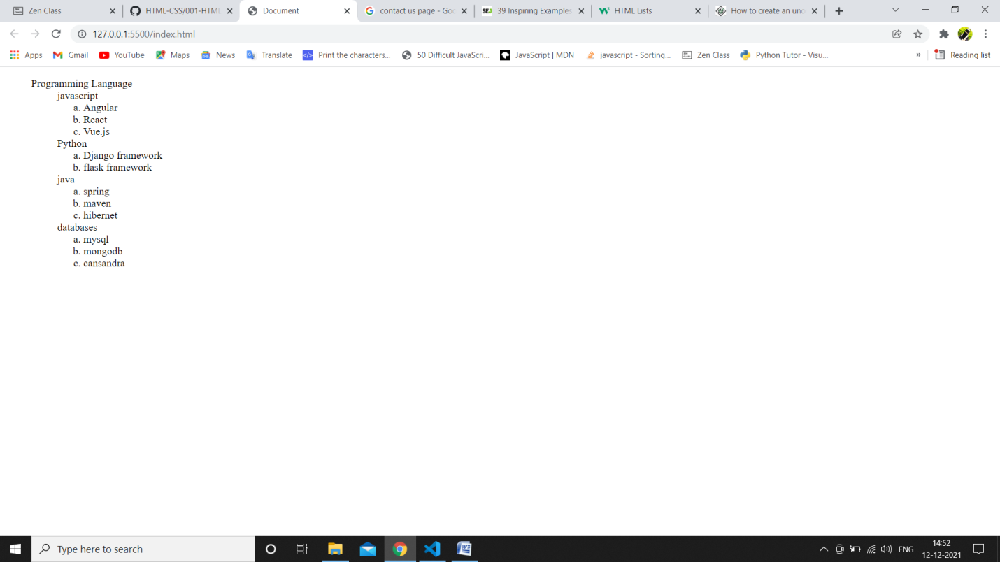 Zen Class
HTML-CSS/001-HTML
Document
contact us page - Goo
39 Inspiring Examples
HTML Lists
How to create an uno
127.0.0.1:5500/index.html
Apps
Gmail
YouTube
Maps
News
Translate
Print the characters...
50 Difficult JavaScri...
JavaScript | MDN
javascript - Sorting...
Zen Class
Python Tutor - Visu...
»
Reading list
Programming Language
javascript
a. Angular
b. React
c. Vue.js
Python
a. Django framework
b. flask framework
java
a. spring
b. maven
c. hibernet
databases
a. mysql
b. mongodb
c. cansandra
Type here to search
ENG
14:52
12-12-2021